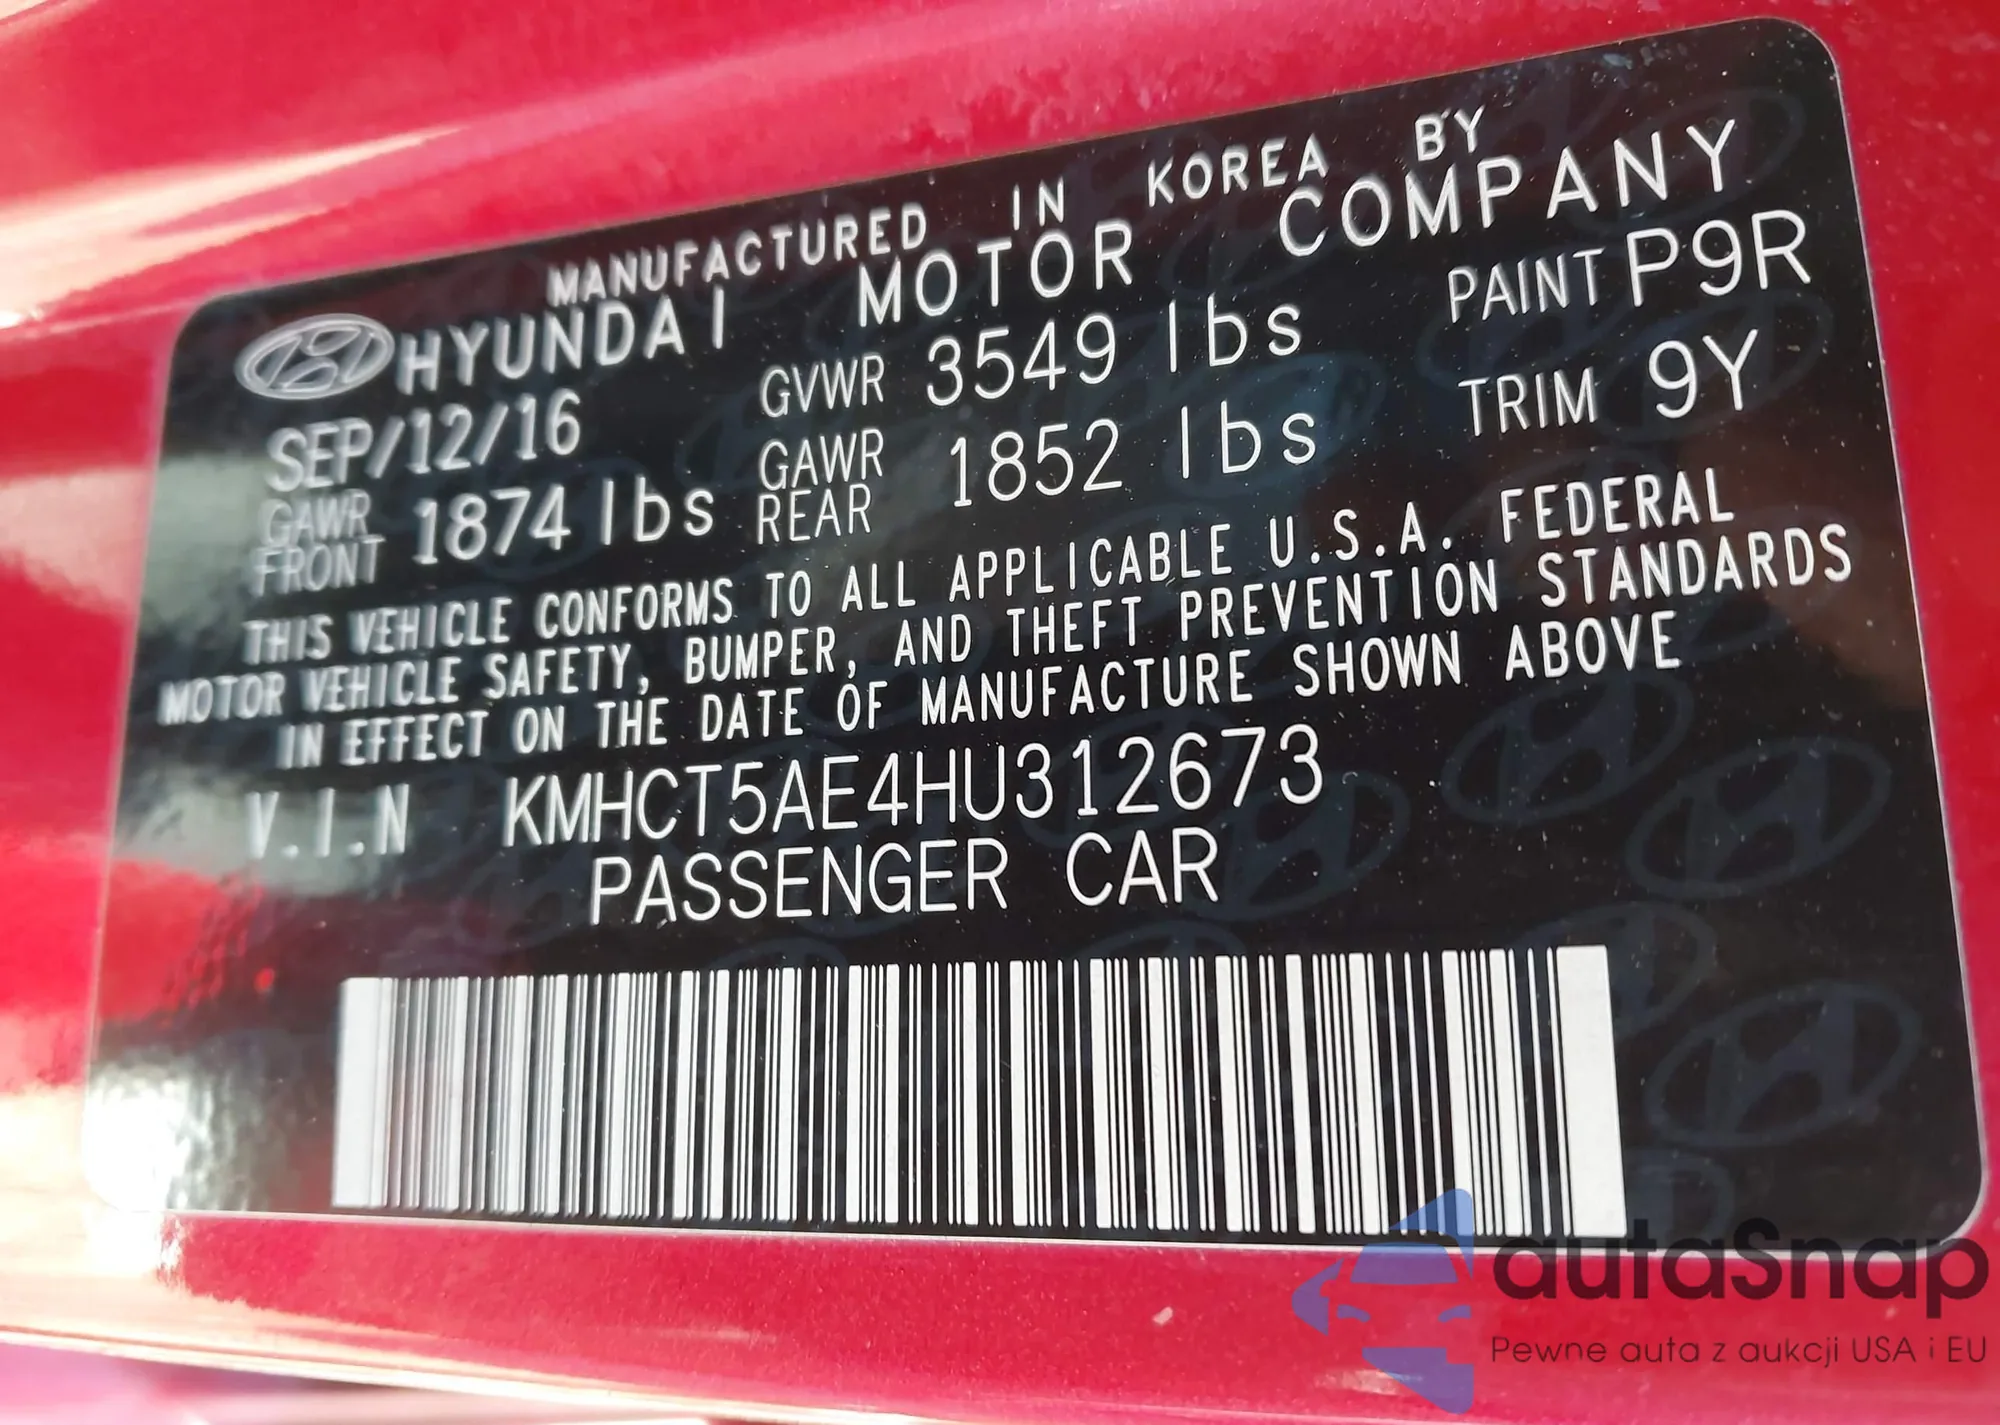 MANUFACTURED IN KOREA BY
HYUNDAI MOTOR COMPANY
SEP/12/16 GVWR 3549 lbs PAINT P9R
GAWR FRONT 1874 lbs GAWR REAR 1852 lbs TRIM 9Y
THIS VEHICLE CONFORMS TO ALL APPLICABLE U.S.A. FEDERAL
MOTOR VEHICLE SAFETY, BUMPER, AND THEFT PREVENTION STANDARDS
IN EFFECT ON THE DATE OF MANUFACTURE SHOWN ABOVE
V.I.N KMHCT5AE4HU312673
PASSENGER CAR
autaSnap
Pewne auta z aukcji USA i EU